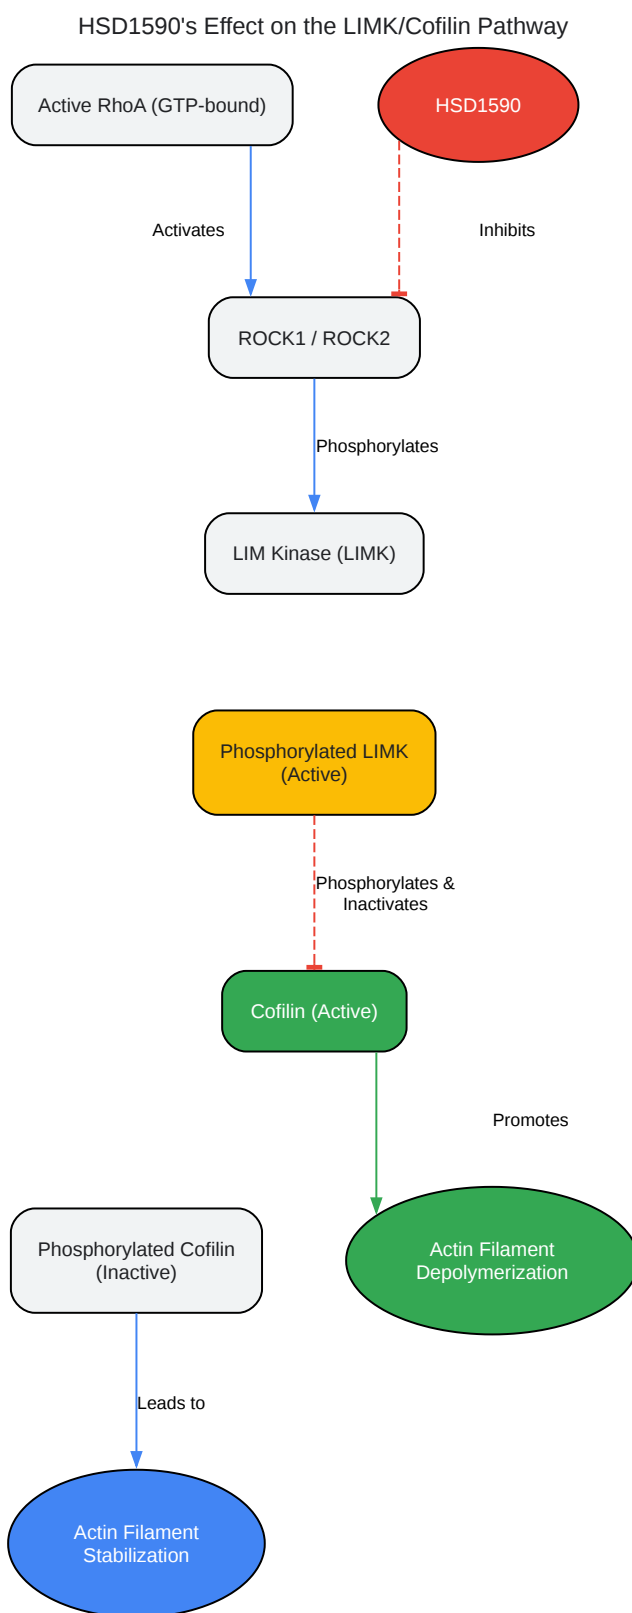 HSD1590's Effect on the LIMK/Cofilin Pathway
Active RhoA (GTP-bound)
HSD1590
Activates
Inhibits
ROCK1 / ROCK2
Phosphorylates
LIM Kinase (LIMK)
Phosphorylated LIMK
(Active)
Phosphorylates &
Inactivates
Cofilin (Active)
Promotes
Phosphorylated Cofilin
(Inactive)
Actin Filament
Depolymerization
Leads to
Actin Filament
Stabilization